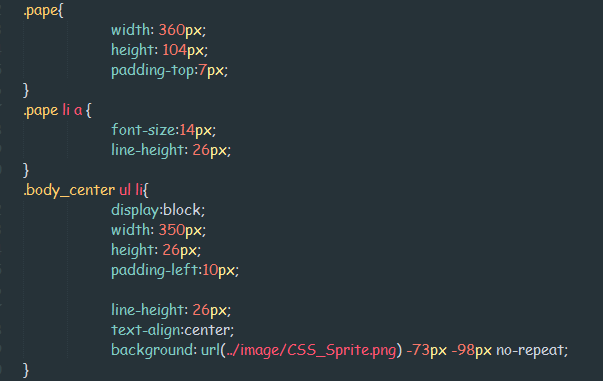 .pape{
width: 360px;
height: 104px;
padding-top:7px;
}
.pape li a {
font-size:14px;
line-height: 26px;
}
.body_center ul li{
display:block;
width: 350px;
height: 26px;
padding-left:10px;
line-height: 26px;
text-align:center;
background: url(../image/CSS_Sprite.png) -73px -98px no-repeat;
}